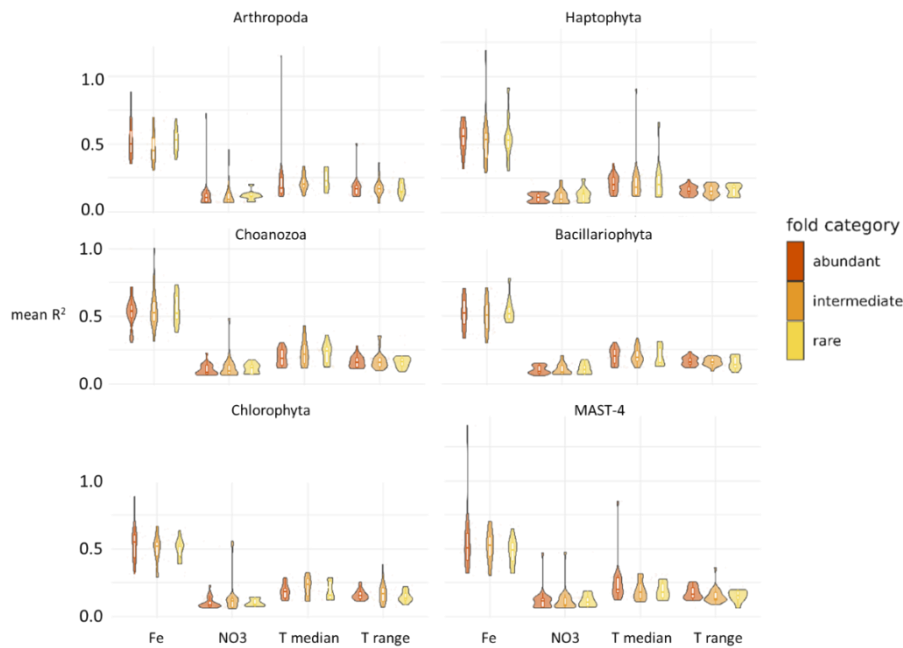 Arthropoda Haptophyta
1.0
0.5
0.0
fold category
abundant
intermediate
rare
Choanozoa Bacillariophyta
1.0
mean R² 0.5
0.0
Chlorophyta MAST-4
1.0
0.5
0.0
Fe NO3 T median T range Fe NO3 T median T range